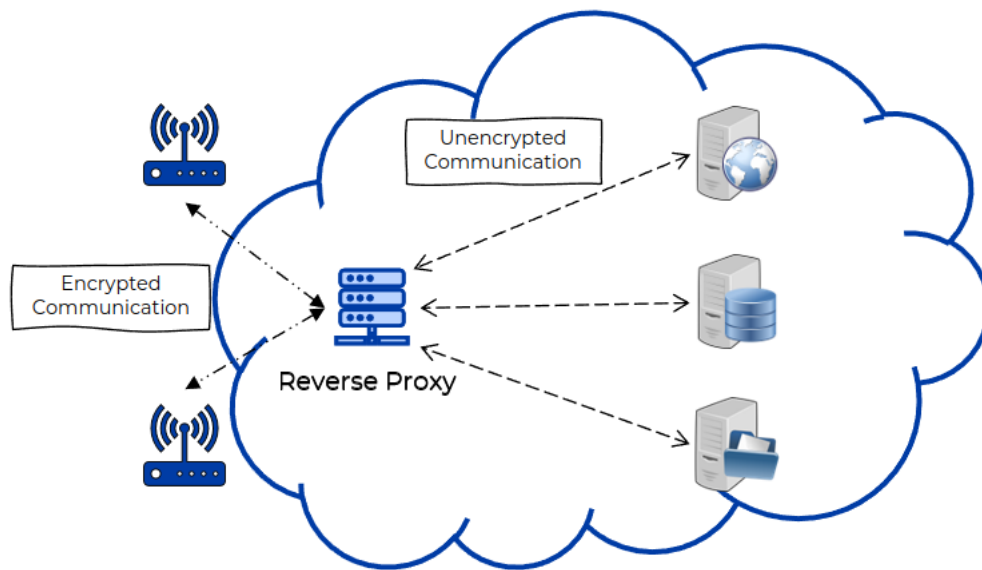 Unencrypted
Communication
Encrypted
Communication
Reverse Proxy